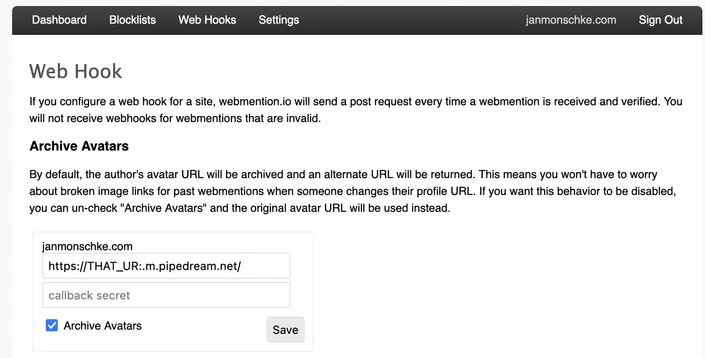 Dashboard Blocklists Web Hooks Settings janmonschke.com Sign Out
Web Hook
If you configure a web hook for a site, webmention.io will send a post request every time a webmention is received and verified. You
will not receive webhooks for webmentions that are invalid.
Archive Avatars
By default, the author's avatar URL will be archived and an alternate URL will be returned. This means you won't have to worry
about broken image links for past webmentions when someone changes their profile URL. If you want this behavior to be disabled,
you can un-check "Archive Avatars" and the original avatar URL will be used instead.
janmonschke.com
https://THAT_UR:.m.pipedream.net/
callback secret
Archive Avatars Save